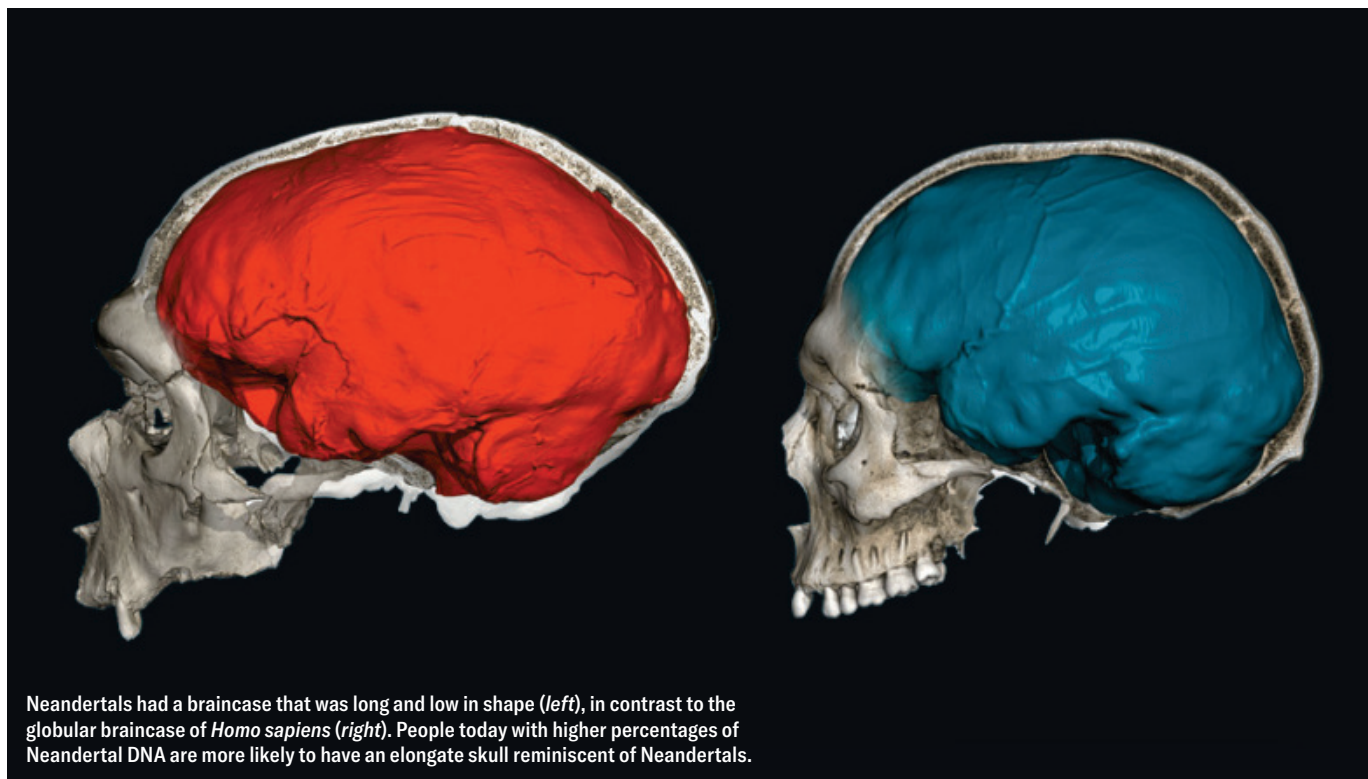 Neandertals had a braincase that was long and low in shape (left), in contrast to the
globular braincase of Homo sapiens (right). People today with higher percentages of
Neandertal DNA are more likely to have an elongate skull reminiscent of Neandertals.